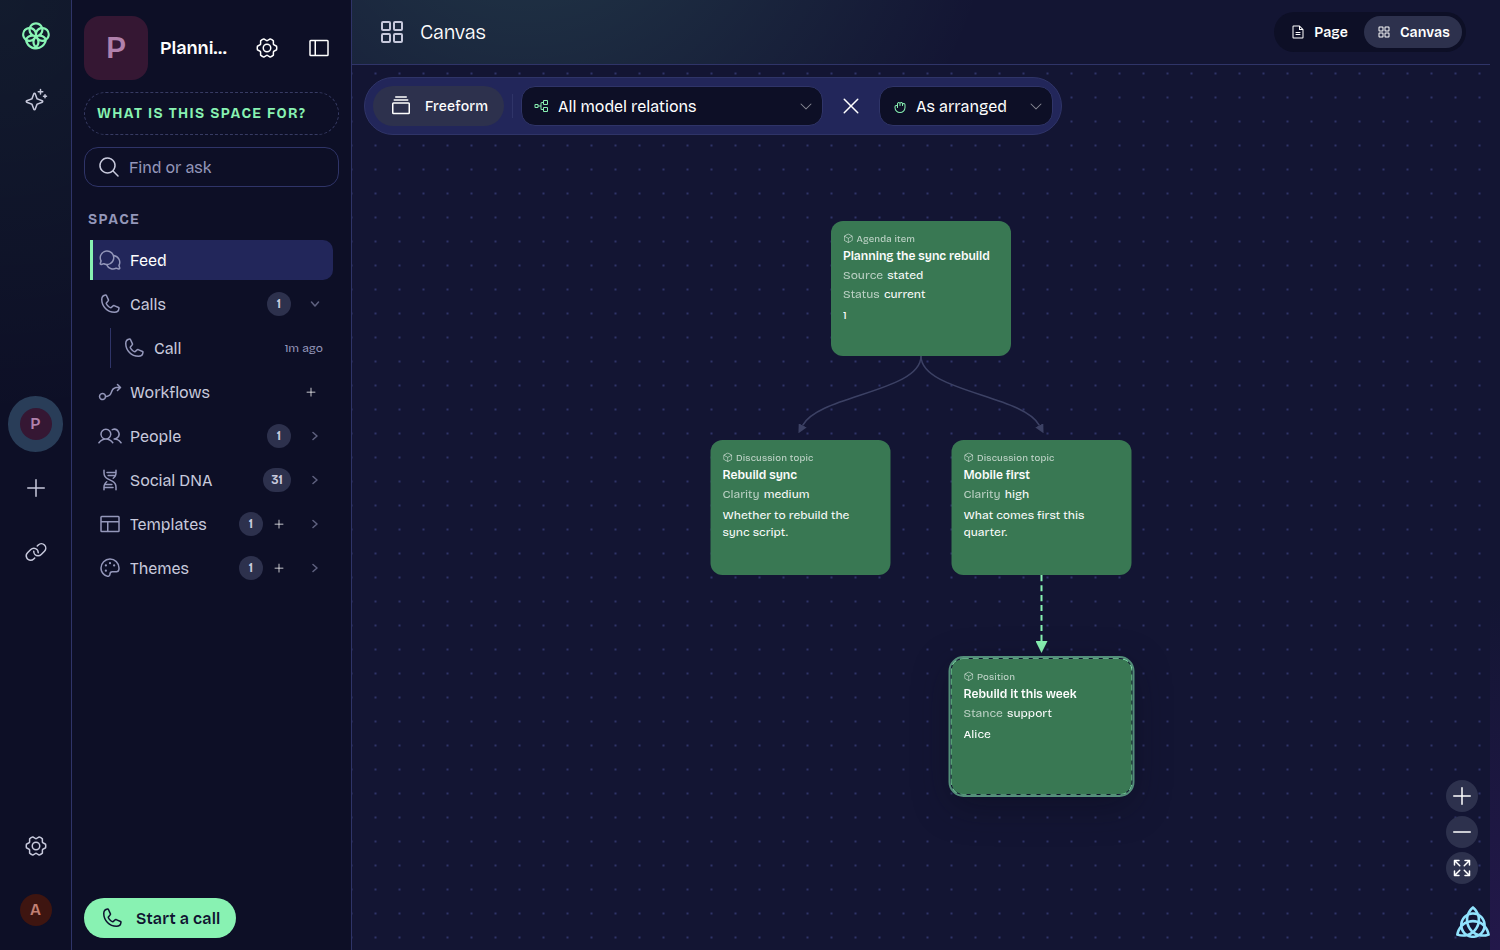 Canvas
Page
Canvas
P
Planni...
WHAT IS THIS SPACE FOR?
Find or ask
SPACE
Feed
Calls
1
Call
1m ago
Workflows
+
P
People
1
Social DNA
31
Templates
1
+
Themes
1
+
A
Start a call
Freeform
All model relations
As arranged
Agenda item
Planning the sync rebuild
Source stated
Status current
1
Discussion topic
Rebuild sync
Clarity medium
Whether to rebuild the
sync script.
Discussion topic
Mobile first
Clarity high
What comes first this
quarter.
Position
Rebuild it this week
Stance support
Alice